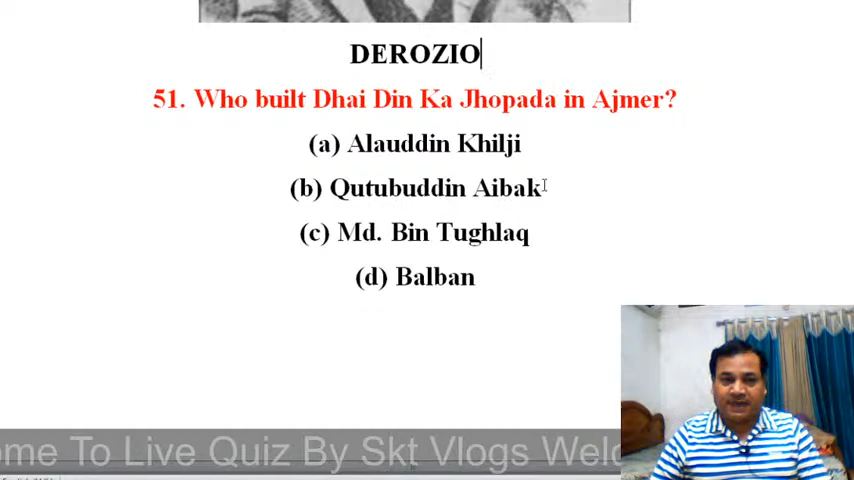 DEROZIO
51. Who built Dhai Din Ka Jhopada in Ajmer?
(a) Alauddin Khilji
(b) Qutubuddin Aibak
(c) Md. Bin Tughlaq
(d) Balban
ome To Live Quiz By Skt Vlogs Welc